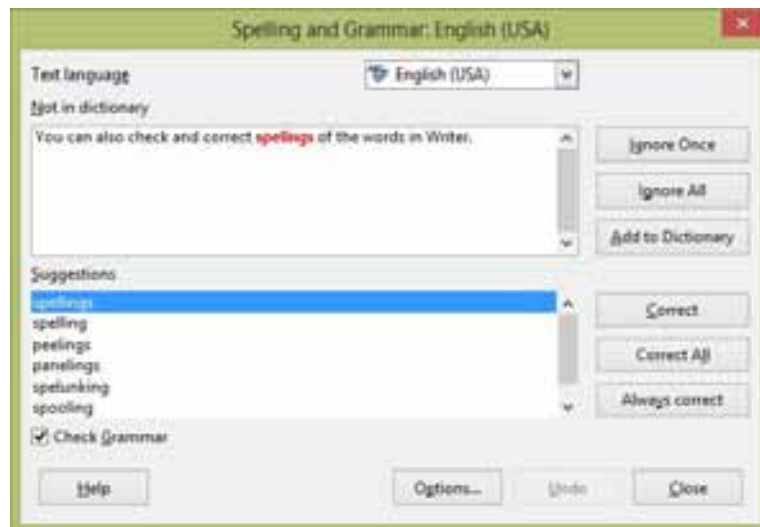 Spelling and Grammar: English (USA)
Text language
English (USA)
Not in dictionary
You can also check and correct spelings of the words in Writer.
Ignore Once
Ignore All
Add to Dictionary
Suggestions
spellings
spelling
peelings
panelings
spelunking
spooling
Correct
Correct All
Always correct
Check Grammar
Help
Options...
Undo
Close